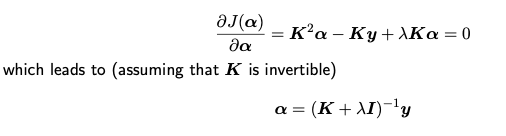 ∂J(α)/∂α = K²α − Ky + λKα = 0
which leads to (assuming that K is invertible)
α = (K + λI)⁻¹y